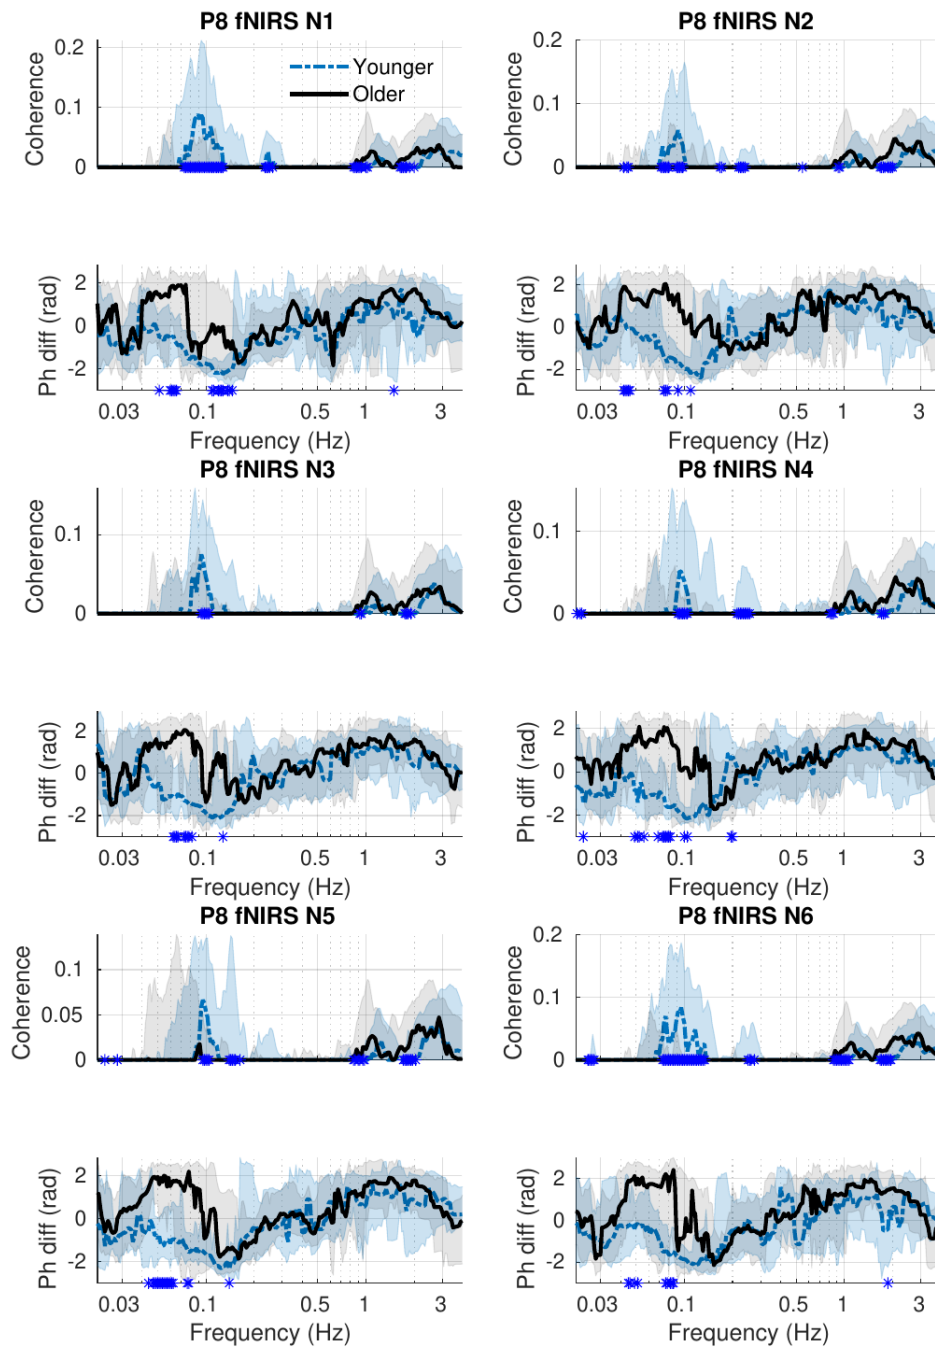 P8 fNIRS N1
P8 fNIRS N2
0.2
0.1
0
Coherence
Younger
Older
0.2
0.1
0
Coherence
2
0
-2
Ph diff (rad)
0.03 0.1 0.5 1 3
Frequency (Hz)
2
0
-2
Ph diff (rad)
0.03 0.1 0.5 1 3
Frequency (Hz)
P8 fNIRS N3
P8 fNIRS N4
0.1
0
Coherence
0.1
0
Coherence
2
0
-2
Ph diff (rad)
0.03 0.1 0.5 1 3
Frequency (Hz)
2
0
-2
Ph diff (rad)
0.03 0.1 0.5 1 3
Frequency (Hz)
P8 fNIRS N5
P8 fNIRS N6
0.1
0.05
0
Coherence
0.2
0.1
0
Coherence
2
0
-2
Ph diff (rad)
0.03 0.1 0.5 1 3
Frequency (Hz)
2
0
-2
Ph diff (rad)
0.03 0.1 0.5 1 3
Frequency (Hz)